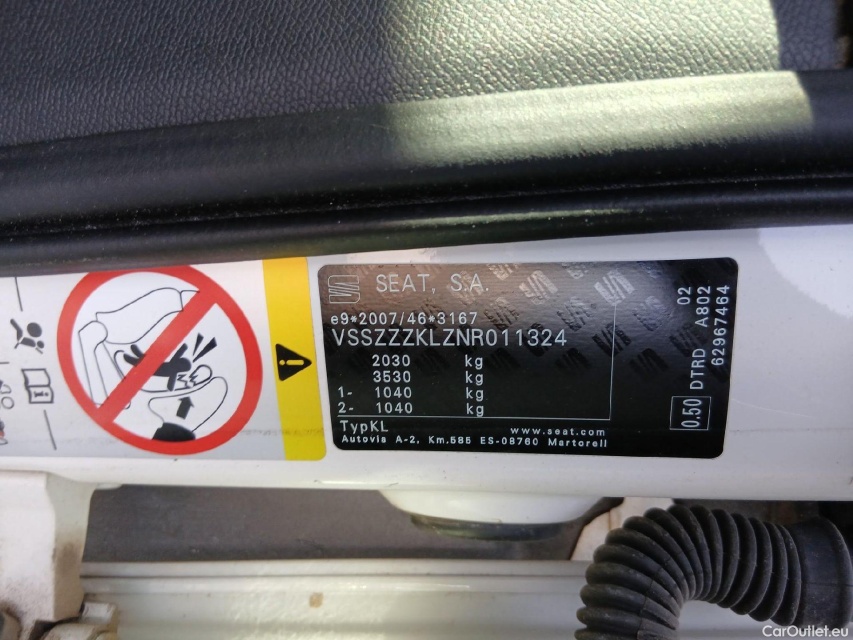 SEAT, S.A.
e9*2007/46*3167
VSSZZZKLZNR011324
2030 kg
3530 kg
1- 1040 kg
2- 1040 kg
TypKL www.seat.com
Autovia A-2, Km.585 ES-08760 Martorell
0.50 DTRD A802 02
62967464
CarOutlet.eu